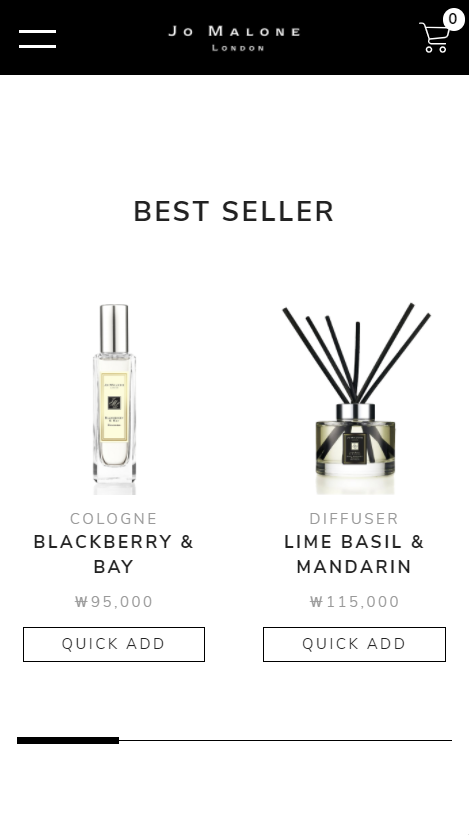 Jo Malone
London
0
BEST SELLER
COLOGNE
BLACKBERRY &
BAY
₩95,000
QUICK ADD
DIFFUSER
LIME BASIL &
MANDARIN
₩115,000
QUICK ADD